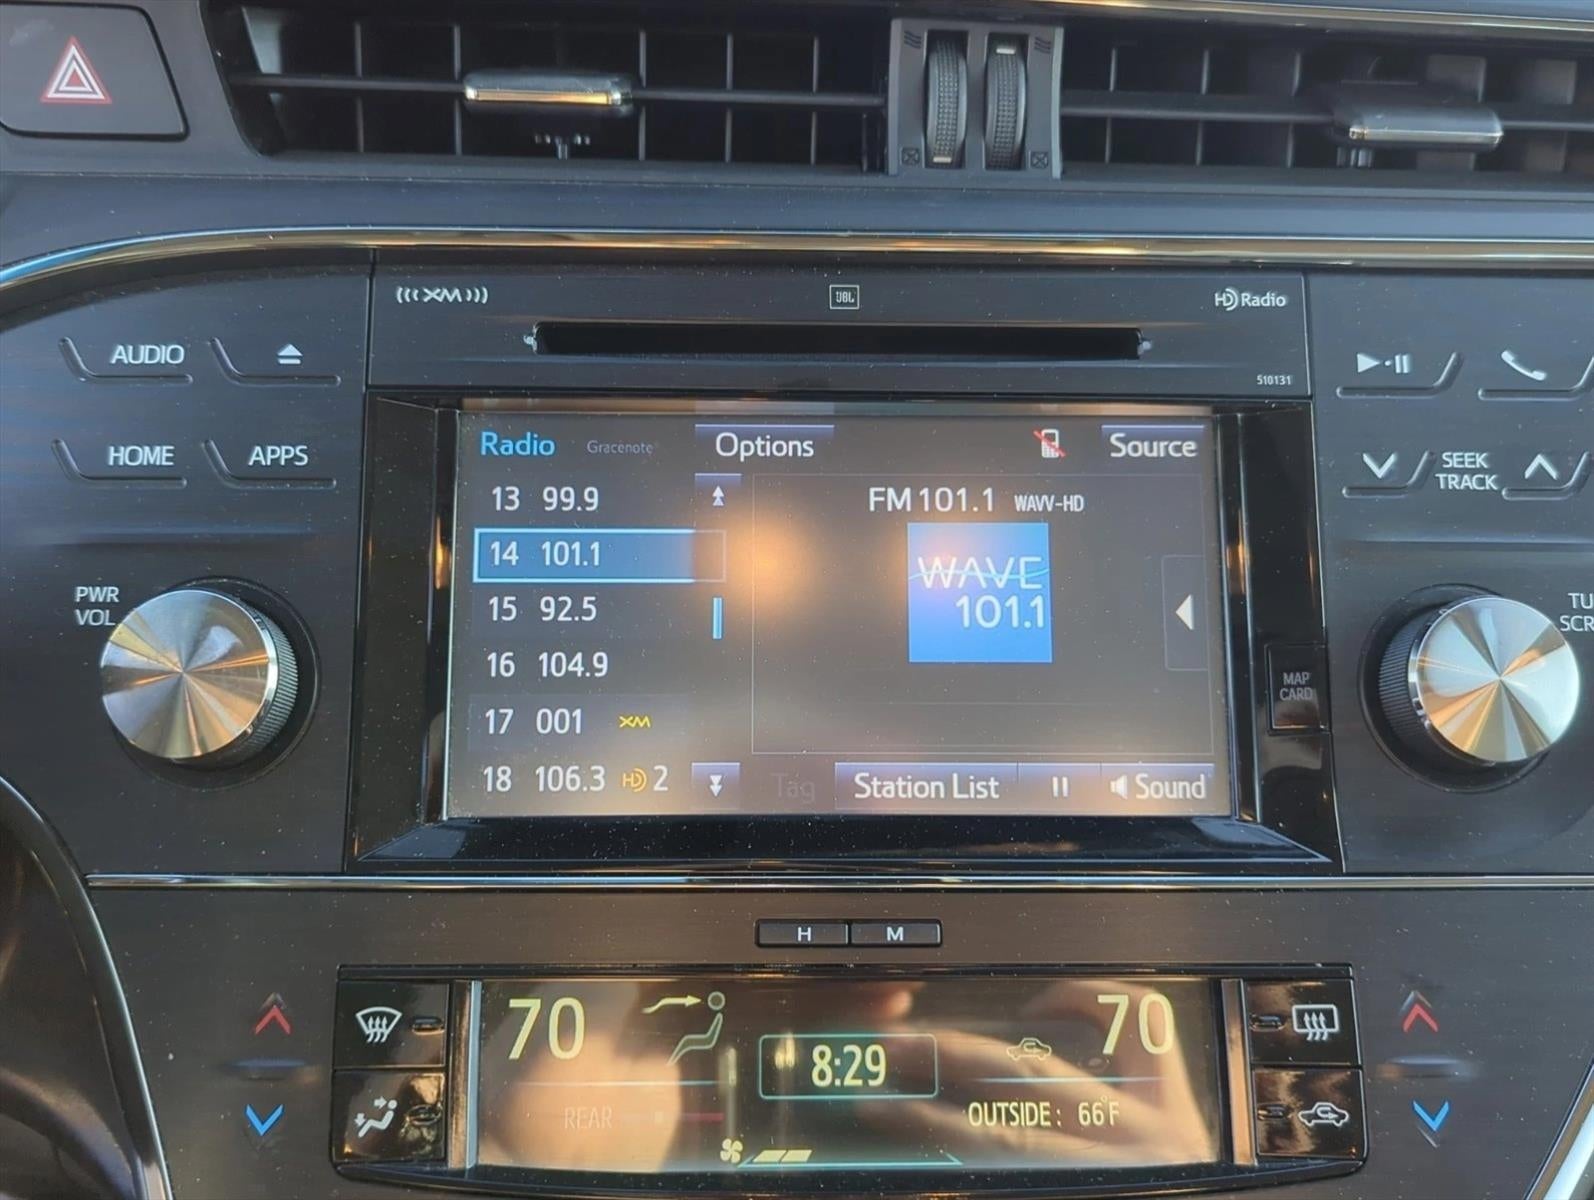 (((XM)))
JBL
HD Radio
510131
AUDIO
HOME
APPS
PWR
VOL
SEEK
TRACK
MAP
CARD
Radio
Gracenote
Options
Source
13 99.9
14 101.1
15 92.5
16 104.9
17 001 XM
18 106.3 HD 2
FM 101.1 WAVV-HD
WAVE
101.1
Tag
Station List
Sound
H
M
70
8:29
70
REAR
OUTSIDE: 66°F